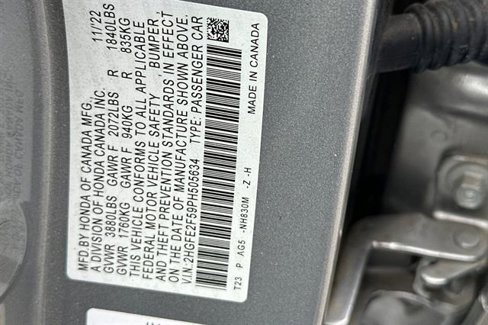 MFD BY HONDA OF CANADA MFG., 11/22
A DIVISION OF HONDA CANADA INC.
GVWR 3880LBS GAWR F 2072LBS R 1840LBS
GVWR 1760KG GAWR F 940KG R 835KG
THIS VEHICLE CONFORMS TO ALL APPLICABLE
FEDERAL MOTOR VEHICLE SAFETY BUMPER,
AND THEFT PREVENTION STANDARDS IN EFFECT
ON THE DATE OF MANUFACTURE SHOWN ABOVE.
V.I.N: 2HGFE2F59PH505634 TYPE: PASSENGER CAR
T23 P AG5 -NH830M -Z -H MADE IN CANADA